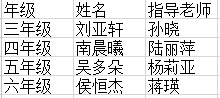 年级 姓名 指导老师
三年级 刘亚轩 孙晓
四年级 南晨曦 陆丽莎
五年级 吴多朵 杨莉亚
六年级 侯恒杰 蒋瑛